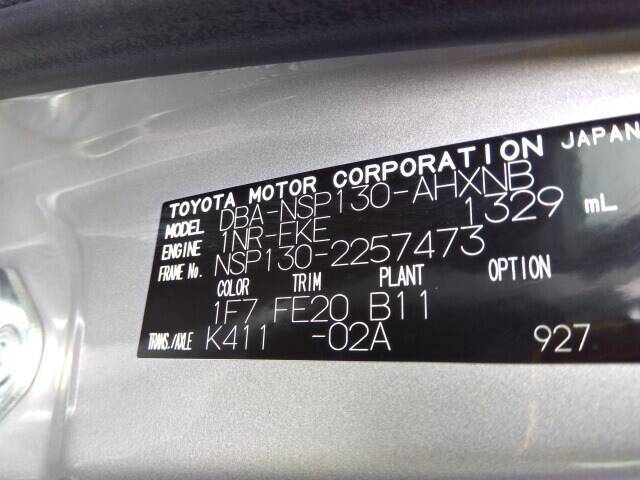 TOYOTA MOTOR CORPORATION JAPAN
MODEL DBA-NSP130-AHXNB
ENGINE 1NR-FKE 1329 mL
FRAME No. NSP130-2257473
COLOR TRIM PLANT OPTION
1F7 FE20 B11
TRANS./AXLE K411 -02A 927